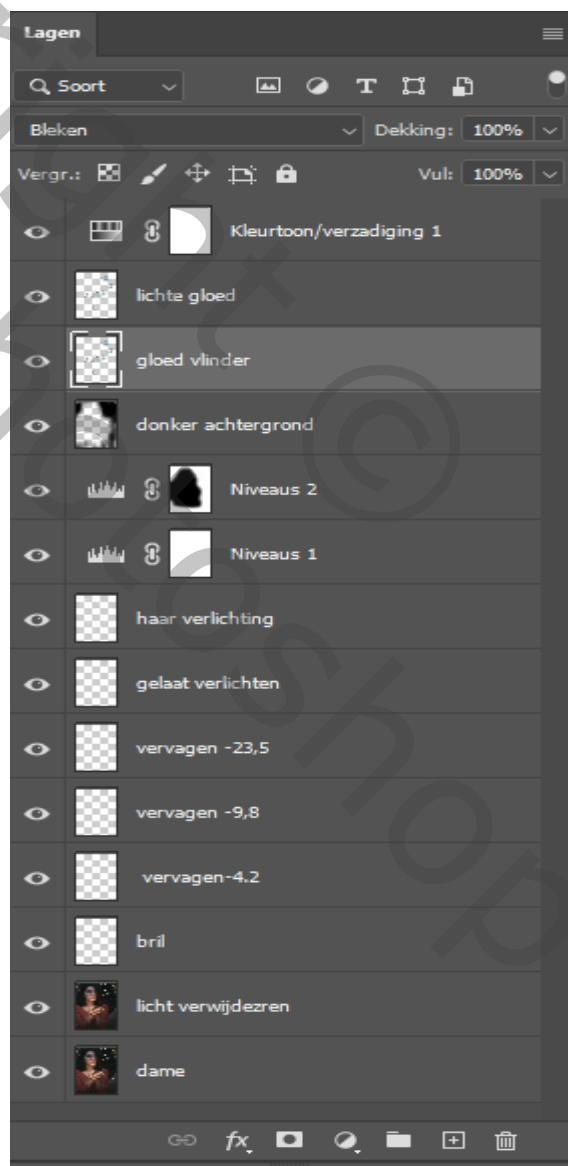 Lagen
Soort
Bleken Dekking: 100%
Vergr.: Vul: 100%
Kleurtoon/verzadiging 1
lichte gloed
gloed vlinder
donker achtergrond
Niveaus 2
Niveaus 1
haar verlichting
gelaat verlichten
vervagen -23,5
vervagen -9,8
vervagen-4.2
bril
licht verwijdezren
dame
fx